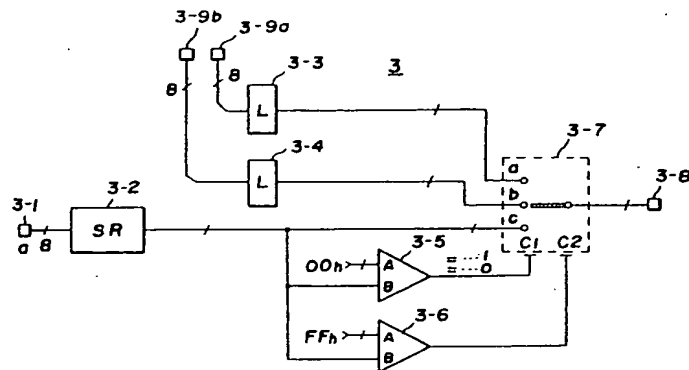 3-9b
3-9a
3-3
3
8
8
L
3-7
3-4
a
3-8
L
b
3-1
3-2
c
SR
a
8
3-5
C1
C2
= ....1
00h
A
= ....0
B
3-6
FFh
A
B